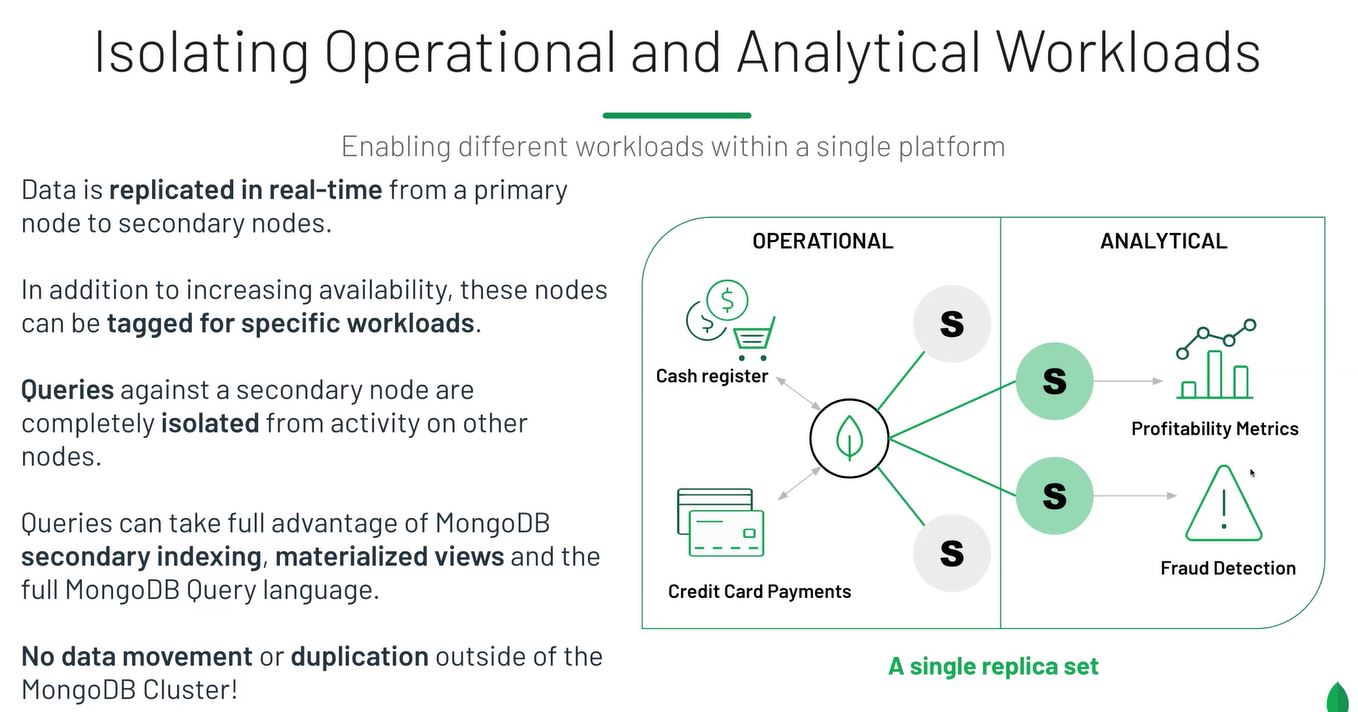 Isolating Operational and Analytical Workloads
Enabling different workloads within a single platform
Data is replicated in real-time from a primary
node to secondary nodes.
In addition to increasing availability, these nodes
can be tagged for specific workloads.
Queries against a secondary node are
completely isolated from activity on other
nodes.
Queries can take full advantage of MongoDB
secondary indexing, materialized views and the
full MongoDB Query language.
No data movement or duplication outside of the
MongoDB Cluster!
OPERATIONAL
ANALYTICAL
$
$
S
Cash register
S
Profitability Metrics
S
!
S
Credit Card Payments
Fraud Detection
A single replica set